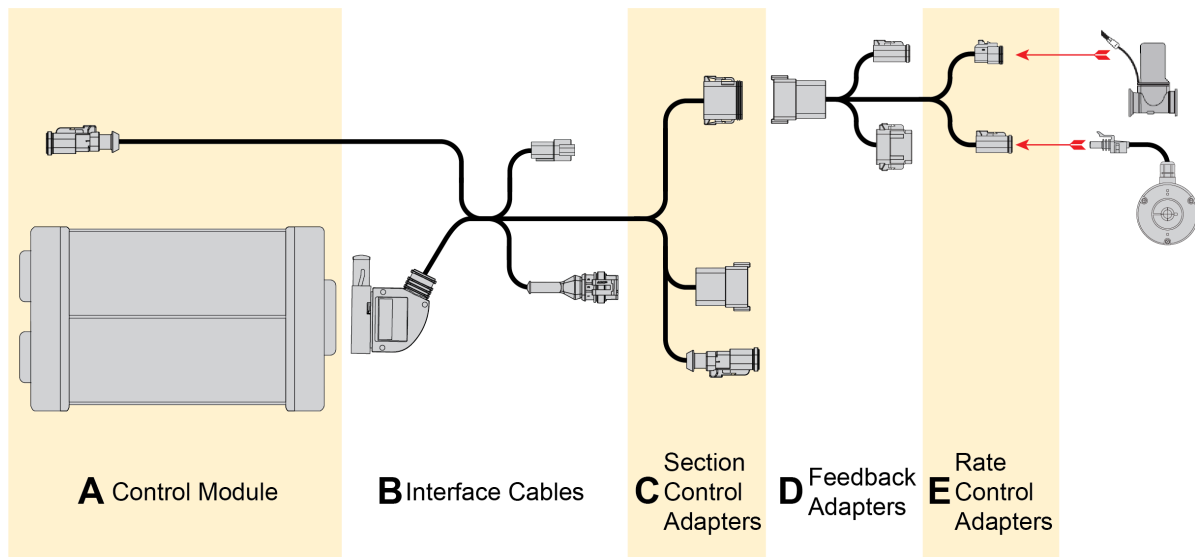 A Control Module
B Interface Cables
C Section
Control
Adapters
D Feedback
Adapters
E Rate
Control
Adapters